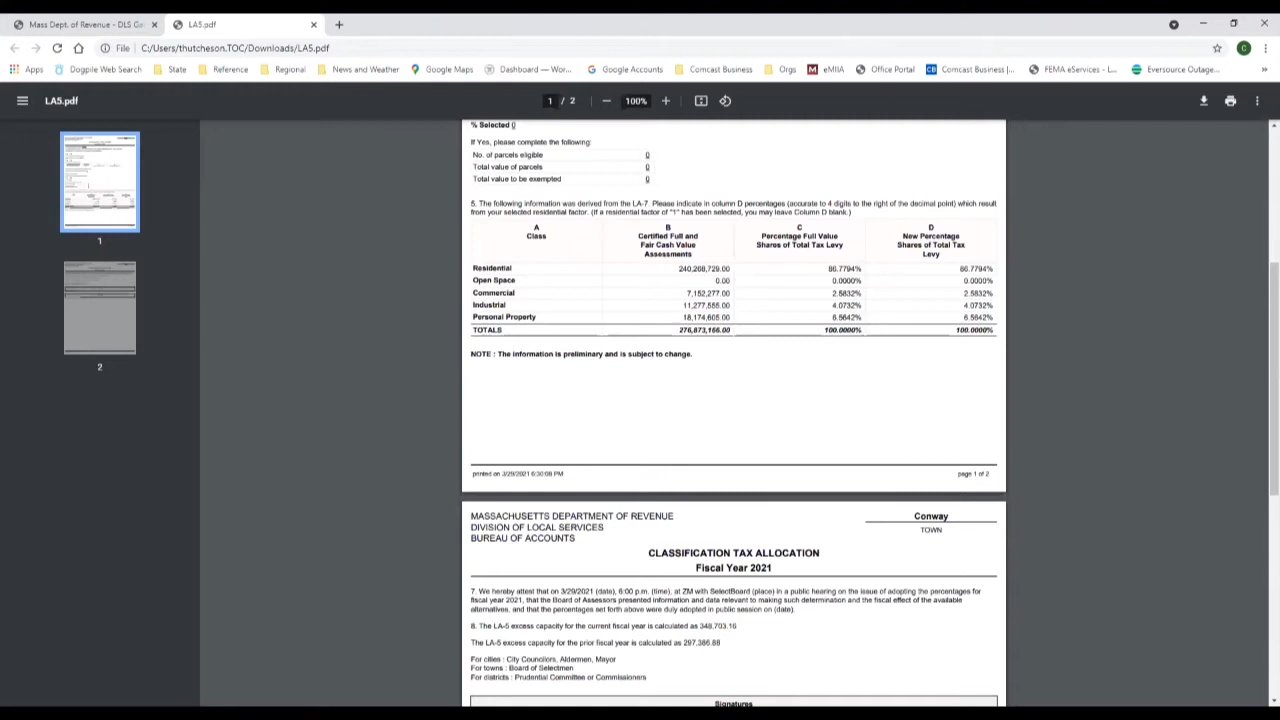 Mass Dept. of Revenue - DLS G
LA5.pdf
File C:/Users/thutcheson.TOC/Downloads/LA5.pdf
Apps Dogpile Web Search State Reference Regional News and Weather Google Maps Dashboard — Wor... Google Accounts Comcast Business Orgs eMIIA Office Portal Comcast Business |... FEMA eServices - L... Eversource Outage... »
LA5.pdf 1 / 2 100%
1
2
% Selected 0
If Yes, please complete the following:
No. of parcels eligible 0
Total value of parcels 0
Total value to be exempted 0
6. The following information was derived from the LA-7. Please indicate in column D percentages (accurate to 4 digits to the right of the decimal point) which result
from your selected residential factor. (If a residential factor of "1" has been selected, you may leave Column D blank.)
A B C D
Class Certified Full and Percentage Full Value New Percentage
Fair Cash Value Shares of Total Tax Levy Shares of Total Tax
Assessments Levy
Residential 240,268,729.00 86.7794% 86.7794%
Open Space 0.00 0.0000% 0.0000%
Commercial 7,152,277.00 2.5832% 2.5832%
Industrial 11,277,555.00 4.0732% 4.0732%
Personal Property 18,174,605.00 6.5642% 6.5642%
TOTALS 276,873,166.00 100.0000% 100.0000%
NOTE : The information is preliminary and is subject to change.
printed on 3/29/2021 6:30:08 PM page 1 of 2
MASSACHUSETTS DEPARTMENT OF REVENUE Conway
DIVISION OF LOCAL SERVICES TOWN
BUREAU OF ACCOUNTS
CLASSIFICATION TAX ALLOCATION
Fiscal Year 2021
7. We hereby attest that on 3/29/2021 (date), 6:00 p.m. (time), at ZM with SelectBoard (place) in a public hearing on the issue of adopting the percentages for
fiscal year 2021, that the Board of Assessors presented information and data relevant to making such determination and the fiscal effect of the available
alternatives, and that the percentages set forth above were duly adopted in public session on (date).
8. The LA-5 excess capacity for the current fiscal year is calculated as 348,703.16
The LA-5 excess capacity for the prior fiscal year is calculated as 297,386.88
For cities : City Councilors, Aldermen, Mayor
For towns : Board of Selectmen
For districts : Prudential Committee or Commissioners
Signatures